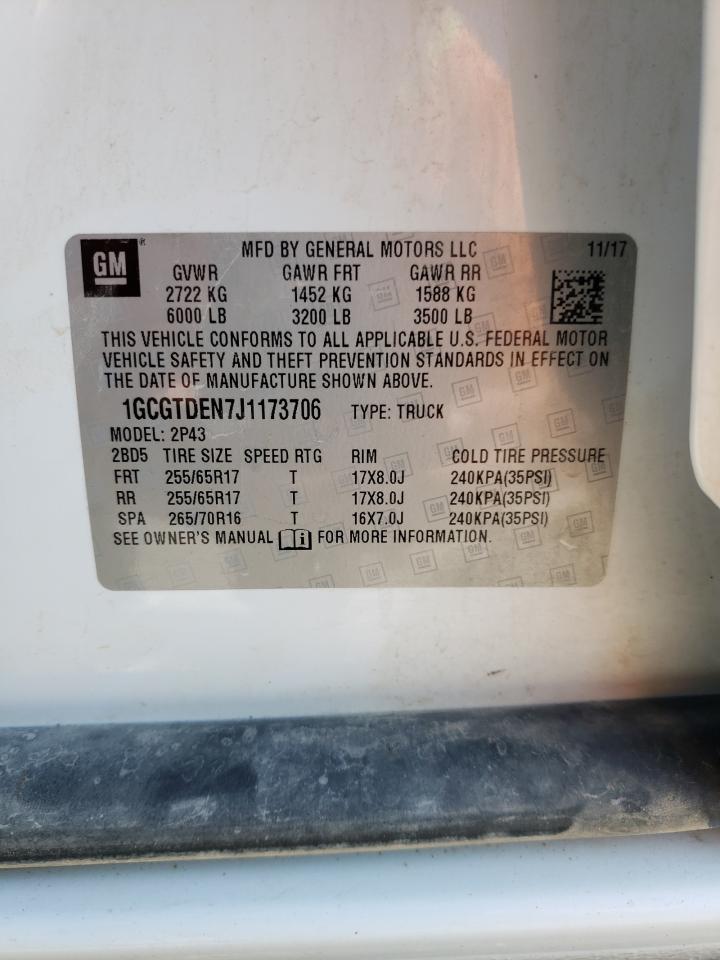 GM
MFD BY GENERAL MOTORS LLC 11/17
GVWR GAWR FRT GAWR RR
2722 KG 1452 KG 1588 KG
6000 LB 3200 LB 3500 LB
THIS VEHICLE CONFORMS TO ALL APPLICABLE U.S. FEDERAL MOTOR
VEHICLE SAFETY AND THEFT PREVENTION STANDARDS IN EFFECT ON
THE DATE OF MANUFACTURE SHOWN ABOVE.
1GCGTDEN7J1173706 TYPE: TRUCK
MODEL: 2P43
2BD5 TIRE SIZE SPEED RTG RIM COLD TIRE PRESSURE
FRT 255/65R17 T 17X8.0J 240KPA(35PSI)
RR 255/65R17 T 17X8.0J 240KPA(35PSI)
SPA 265/70R16 T 16X7.0J 240KPA(35PSI)
SEE OWNER'S MANUAL FOR MORE INFORMATION.